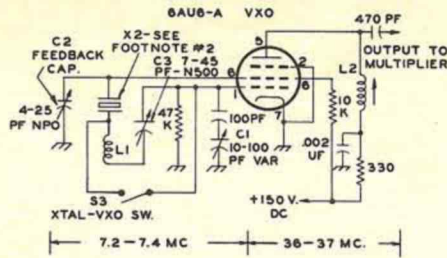 6AU6-A VXO
C2
FEEDBACK
CAP.
X2-SEE
FOOTNOTE #2
C3 7-45
PF-N500
4-25
PF NPO
L1
47
K
100PF
C1
10-100
PF VAR
S3
XTAL-VXO SW.
5
6
1
2
6
7
470 PF
OUTPUT TO
MULTIPLIER
L2
10
K
.002
UF
330
+150 V.
DC
7.2-7.4 MC
36-37 MC.